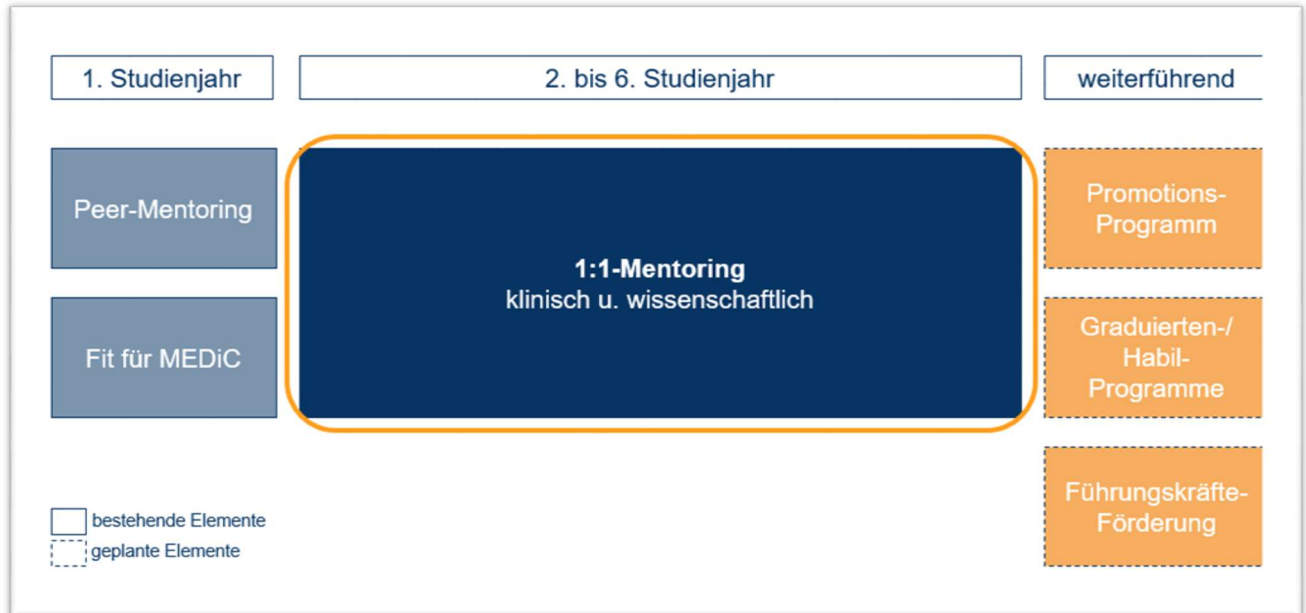 1. Studienjahr
2. bis 6. Studienjahr
weiterführend
Peer-Mentoring
Fit für MEDiC
1:1-Mentoring
klinisch u. wissenschaftlich
Promotions-
Programm
Graduierten-/
Habil-
Programme
Führungskräfte-
Förderung
bestehende Elemente
geplante Elemente